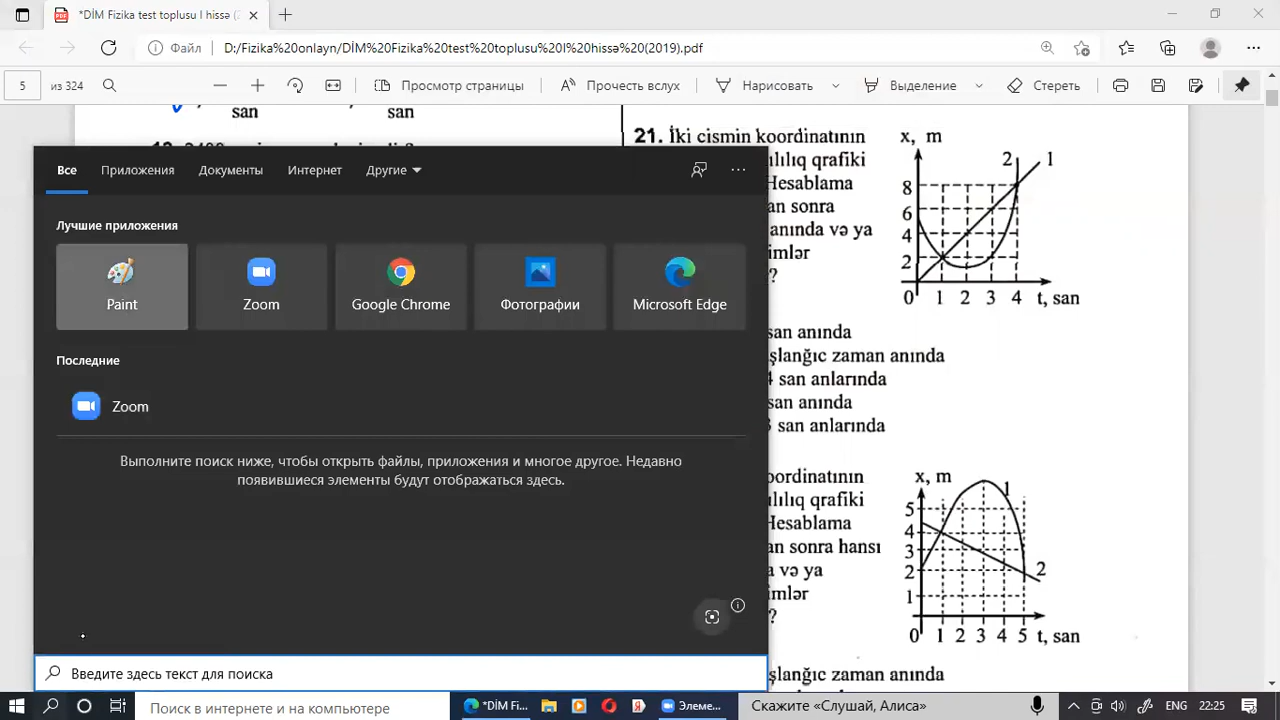 *DİM Fizika test toplusu I hissə (2
Файл
D:/Fizika%20onlayn/DİM%20Fizika%20test%20toplusu%20I%20hissə(2019).pdf
5
из 324
Просмотр страницы
Прочесть вслух
Нарисовать
Выделение
Стереть
san
san
21. İki cismin koordinatının
ılılıq qrafiki
Hesablama
an sonra
anında və ya
imlər
?
x, m
2
1
8
6
4
2
0
1 2 3 4 t, san
san anında
şlanğıc zaman anında
4 san anlarında
san anında
san anlarında
oordinatının
ılılıq qrafiki
Hesablama
an sonra hansı
a və ya
imlər
?
x, m
1
5
4
3
2
1
2
0 1 2 3 4 5 t, san
şlanğıc zaman anında
Все
Приложения
Документы
Интернет
Другие
Лучшие приложения
Paint
Zoom
Google Chrome
Фотографии
Microsoft Edge
Последние
Zoom
Выполните поиск ниже, чтобы открыть файлы, приложения и многое другое. Недавно
появившиеся элементы будут отображаться здесь.
Введите здесь текст для поиска
Поиск в интернете и на компьютере
*DİM Fi...
Элеме...
Скажите «Слушай, Алиса»
ENG
22:25